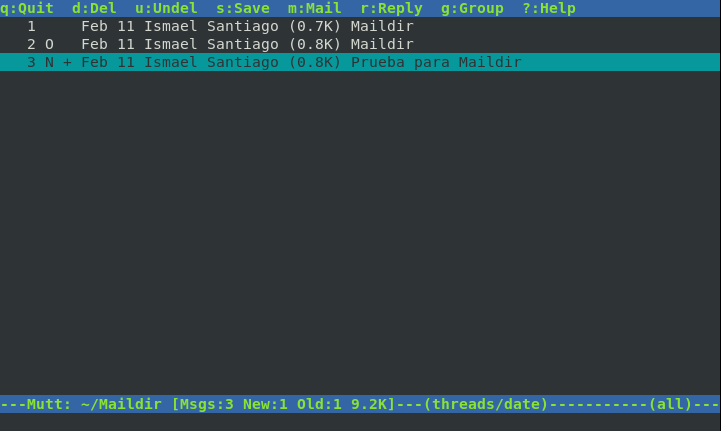 q:Quit  d:Del  u:Undel  s:Save  m:Mail  r:Reply  g:Group  ?:Help
   1     Feb 11 Ismael Santiago (0.7K) Maildir
   2 O   Feb 11 Ismael Santiago (0.8K) Maildir
   3 N + Feb 11 Ismael Santiago (0.8K) Prueba para Maildir
---Mutt: ~/Maildir [Msgs:3 New:1 Old:1 9.2K]---(threads/date)-----------(all)---